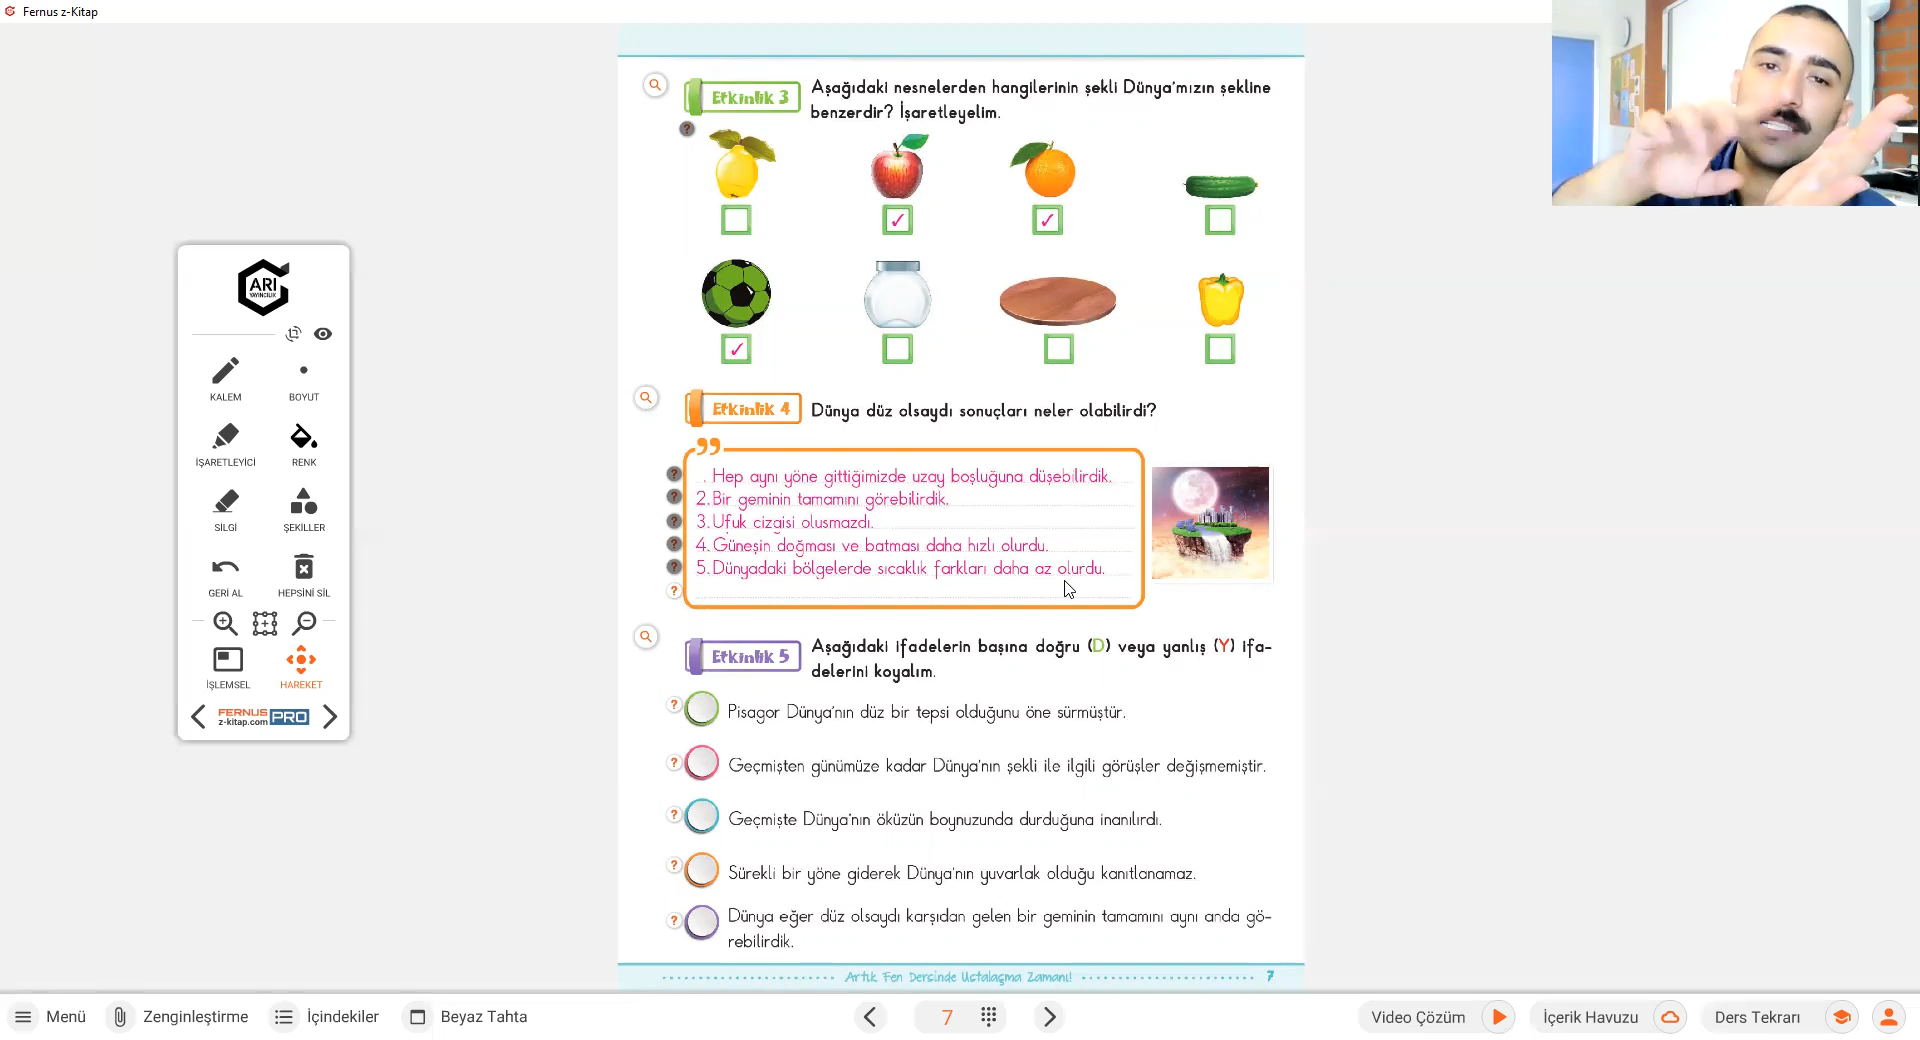 Fernus z-Kitap
Etkinlik 3
Aşağıdaki nesnelerden hangilerinin şekli Dünya'mızın şekline
benzerdir? İşaretleyelim.
Etkinlik 4
Dünya düz olsaydı sonuçları neler olabilirdi?
. Hep aynı yöne gittiğimizde uzay boşluğuna düşebilirdik.
2. Bir geminin tamamını görebilirdik.
3. Ufuk çizgisi oluşmazdı.
4. Güneşin doğması ve batması daha hızlı olurdu.
5. Dünyadaki bölgelerde sıcaklık farkları daha az olurdu.
Etkinlik 5
Aşağıdaki ifadelerin başına doğru (D) veya yanlış (Y) ifa-
delerini koyalım.
Pisagor Dünya'nın düz bir tepsi olduğunu öne sürmüştür.
Geçmişten günümüze kadar Dünya'nın şekli ile ilgili görüşler değişmemiştir.
Geçmişte Dünya'nın öküzün boynuzunda durduğuna inanılırdı.
Sürekli bir yöne giderek Dünya'nın yuvarlak olduğu kanıtlanamaz.
Dünya eğer düz olsaydı karşıdan gelen bir geminin tamamını aynı anda gö-
rebilirdik.
Artık Fen Dersinde Ustalaşma Zamanı!
7
ARI
YAYINCILIK
KALEM
BOYUT
İŞARETLEYİCİ
RENK
SİLGİ
ŞEKİLLER
GERİ AL
HEPSİNİ SİL
İŞLEMSEL
HAREKET
FERNUS
z-kitap.com
PRO
Menü
Zenginleştirme
İçindekiler
Beyaz Tahta
7
Video Çözüm
İçerik Havuzu
Ders Tekrarı